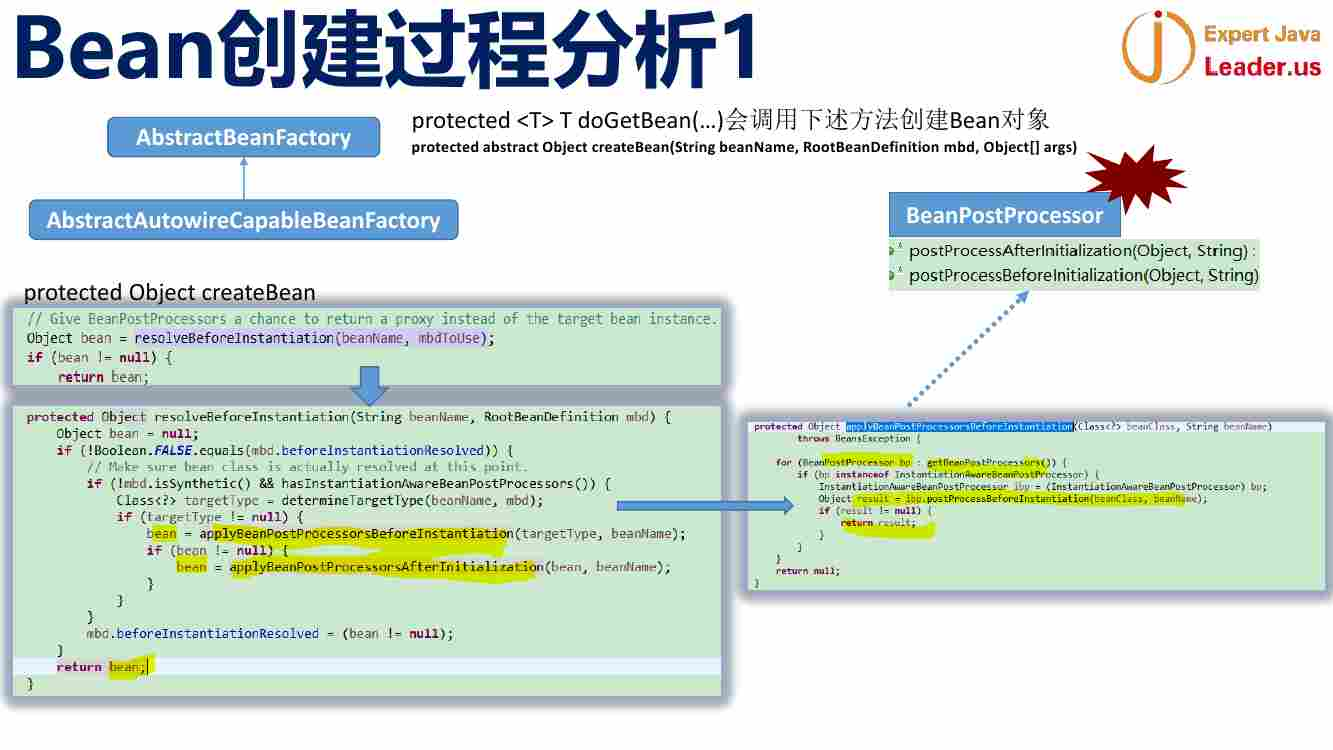 Bean创建过程分析1
Expert Java
Leader.us
AbstractBeanFactory
protected <T> T doGetBean(...)会调用下述方法创建Bean对象
protected abstract Object createBean(String beanName, RootBeanDefinition mbd, Object[] args)
AbstractAutowireCapableBeanFactory
BeanPostProcessor
postProcessAfterInitialization(Object, String) :
postProcessBeforeInitialization(Object, String)
protected Object createBean
// Give BeanPostProcessors a chance to return a proxy instead of the target bean instance.
Object bean = resolveBeforeInstantiation(beanName, mbdToUse);
if (bean != null) {
return bean;
protected Object resolveBeforeInstantiation(String beanName, RootBeanDefinition mbd) {
Object bean = null;
if (!Boolean.FALSE.equals(mbd.beforeInstantiationResolved)) {
// Make sure bean class is actually resolved at this point.
if (!mbd.isSynthetic() && hasInstantiationAwareBeanPostProcessors()) {
Class<?> targetType = determineTargetType(beanName, mbd);
if (targetType != null) {
bean = applyBeanPostProcessorsBeforeInstantiation(targetType, beanName);
if (bean != null) {
bean = applyBeanPostProcessorsAfterInitialization(bean, beanName);
}
}
}
mbd.beforeInstantiationResolved = (bean != null);
}
return bean;
}
protected Object applyBeanPostProcessorsBeforeInstantiation(Class<?> beanClass, String beanName)
throws BeansException {
for (BeanPostProcessor bp : getBeanPostProcessors()) {
if (bp instanceof InstantiationAwareBeanPostProcessor) {
InstantiationAwareBeanPostProcessor ibp = (InstantiationAwareBeanPostProcessor) bp;
Object result = ibp.postProcessBeforeInstantiation(beanClass, beanName);
if (result != null) {
return result;
}
}
}
return null;
}